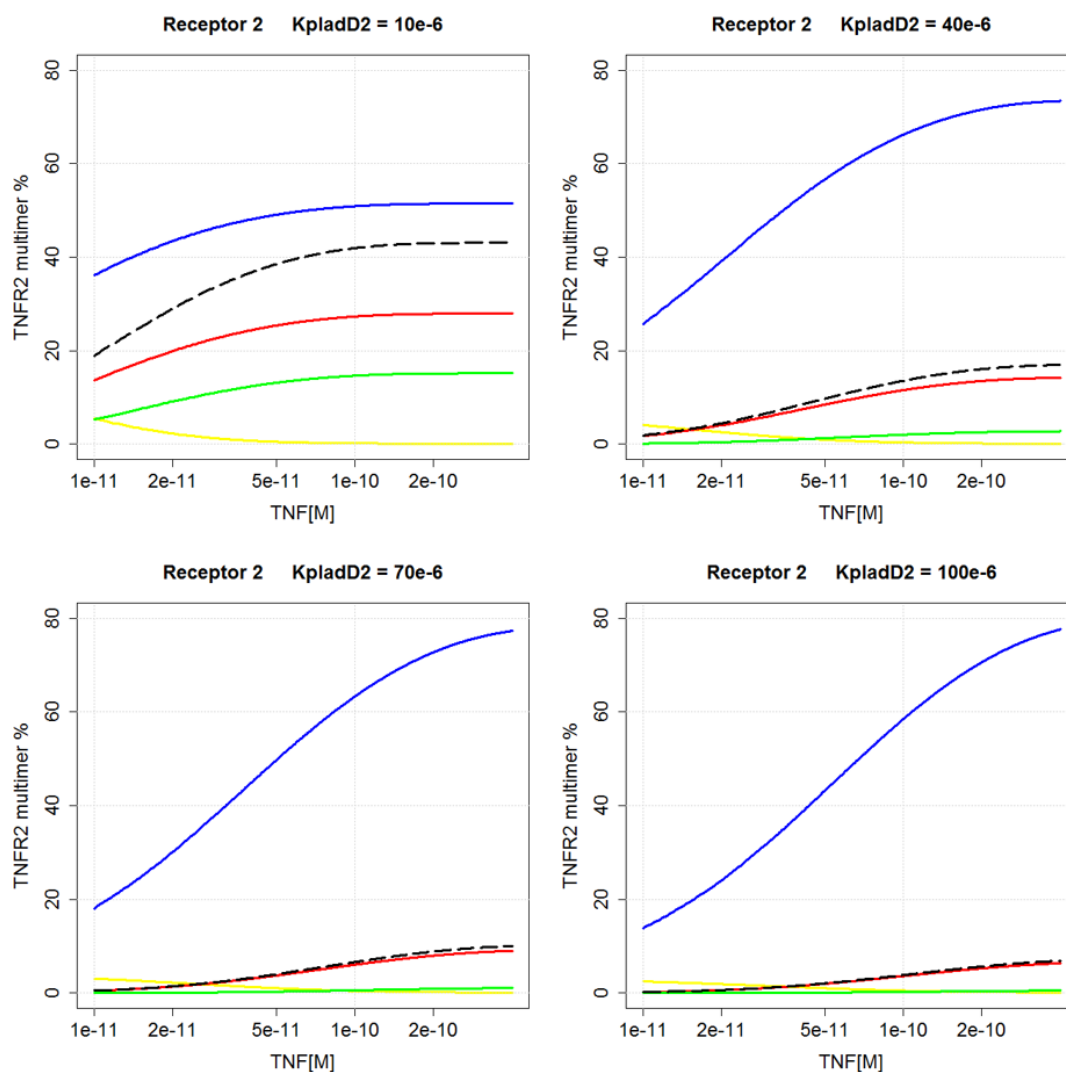 Receptor 2 KpladD2 = 10e-6
TNFR2 multimer %
80
60
40
20
0
1e-11 2e-11 5e-11 1e-10 2e-10
TNF[M]
Receptor 2 KpladD2 = 40e-6
TNFR2 multimer %
80
60
40
20
0
1e-11 2e-11 5e-11 1e-10 2e-10
TNF[M]
Receptor 2 KpladD2 = 70e-6
TNFR2 multimer %
80
60
40
20
0
1e-11 2e-11 5e-11 1e-10 2e-10
TNF[M]
Receptor 2 KpladD2 = 100e-6
TNFR2 multimer %
80
60
40
20
0
1e-11 2e-11 5e-11 1e-10 2e-10
TNF[M]